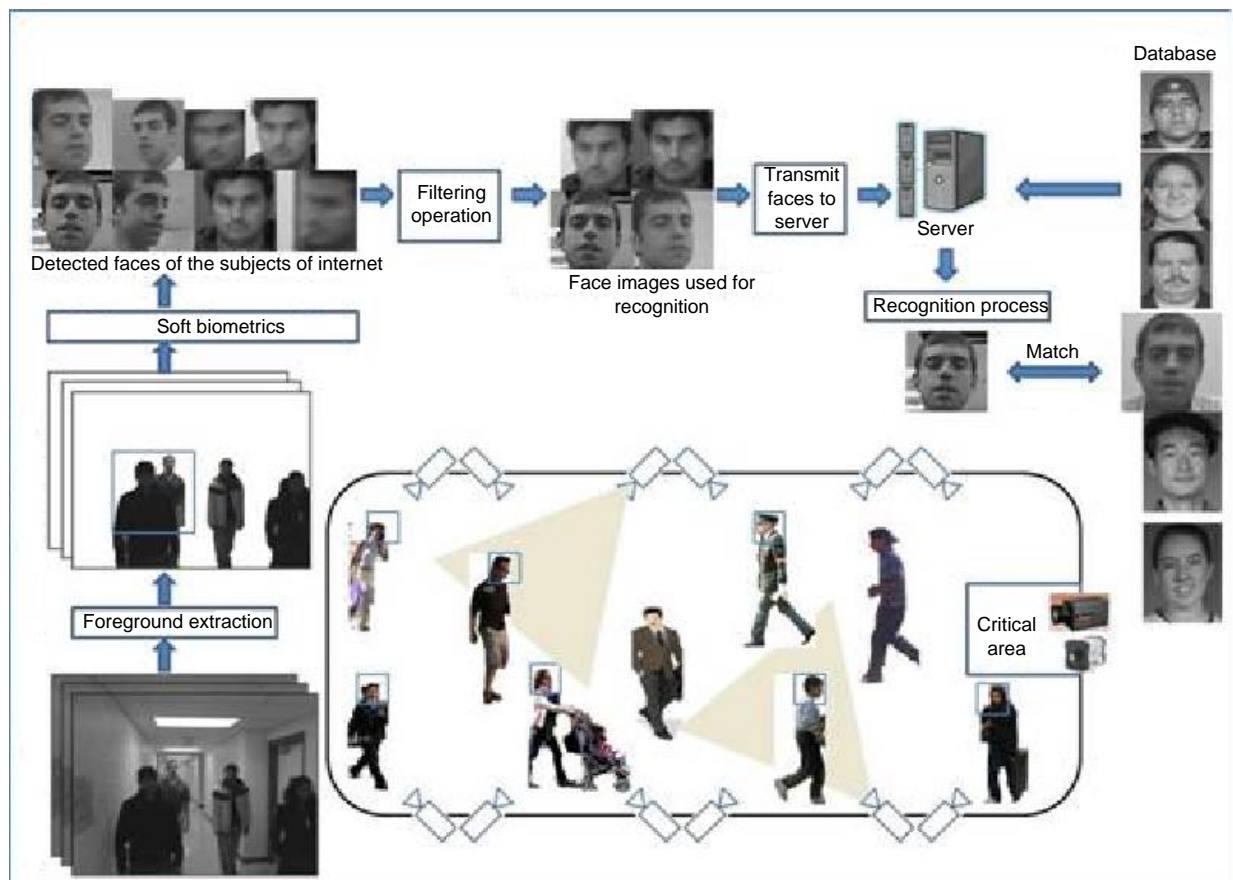 Database
Filtering
operation
Transmit
faces to
server
Server
Detected faces of the subjects of internet
Face images used for
recognition
Recognition process
Soft biometrics
Match
Foreground extraction
Critical
area